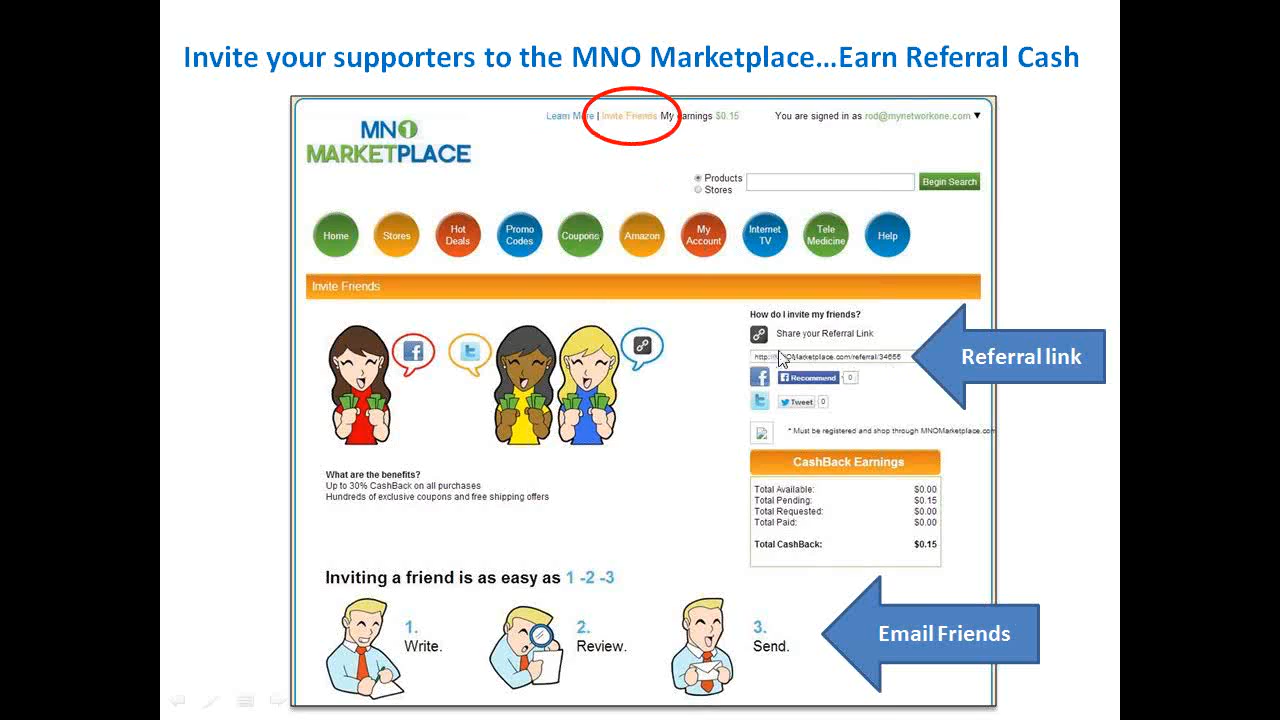 Invite your supporters to the MNO Marketplace…Earn Referral Cash
Learn More | Invite Friends My earnings $0.15 You are signed in as rod@mynetworkone.com ▼
MN1
MARKETPLACE
Products
Stores
Begin Search
Home
Stores
Hot
Deals
Promo
Codes
Coupons
Amazon
My
Account
Internet
TV
Tele
Medicine
Help
Invite Friends
How do I invite my friends?
Share your Referral Link
Referral link
Recommend 0
Tweet 0
* Must be registered and shop through MNOMarketplace.com
What are the benefits?
Up to 30% CashBack on all purchases
Hundreds of exclusive coupons and free shipping offers
CashBack Earnings
Total Available: $0.00
Total Pending: $0.15
Total Requested: $0.00
Total Paid: $0.00
Total CashBack: $0.15
Inviting a friend is as easy as 1 -2 -3
1.
Write.
2.
Review.
3.
Send.
Email Friends